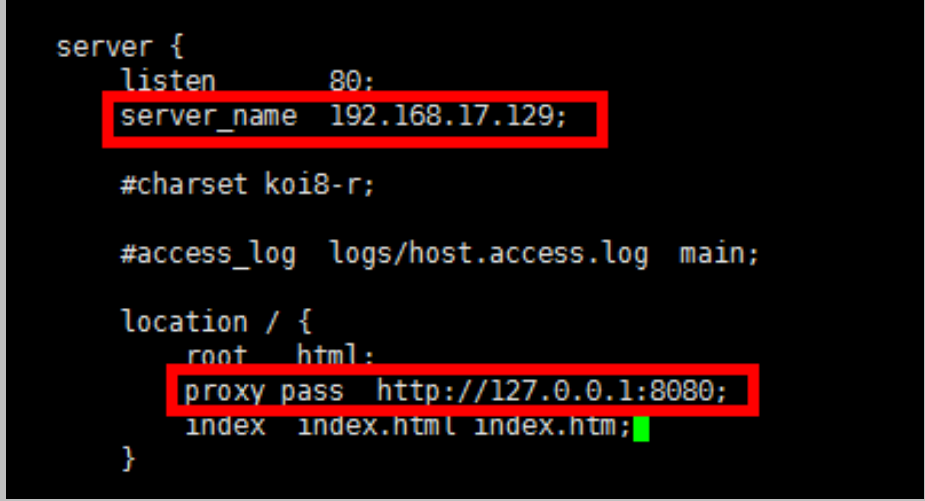 server {
listen 80;
server_name 192.168.17.129;
#charset koi8-r;
#access_log logs/host.access.log main;
location / {
root html;
proxy pass http://127.0.0.1:8080;
index index.html index.htm;
}